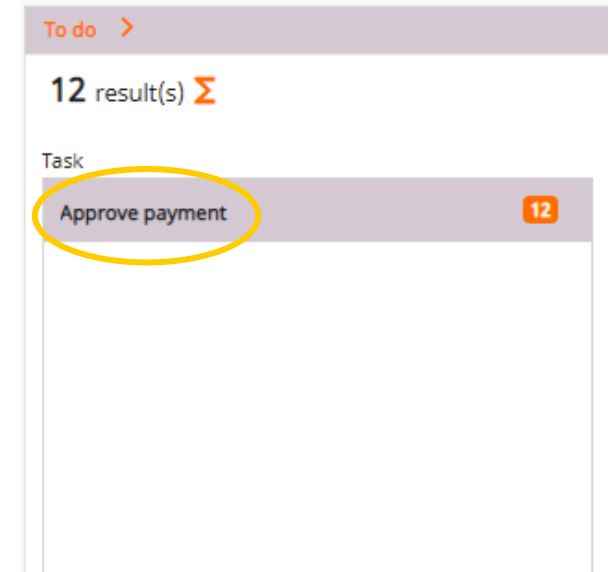 To do >
12 result(s) Σ
Task
Approve payment 12